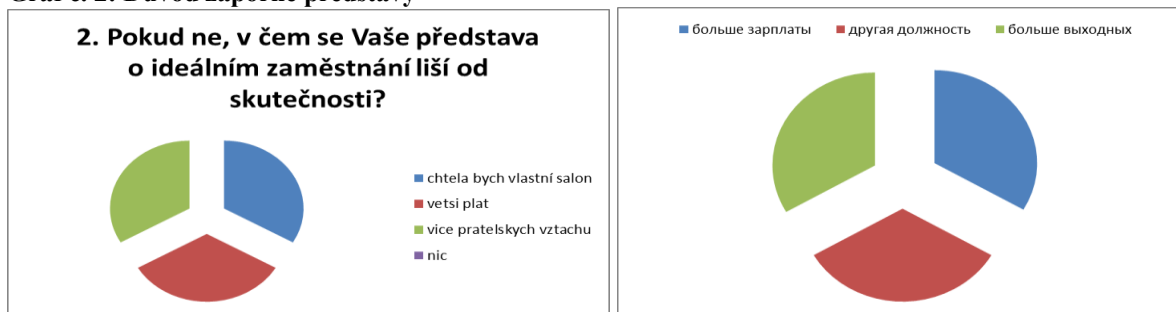 2. Pokud ne, v čem se Vaše představa
o ideálním zaměstnání liší od
skutečnosti?
chtela bych vlastní salon
vetsi plat
vice pratelskych vztachu
nic
больше зарплаты другая должность больше выходных